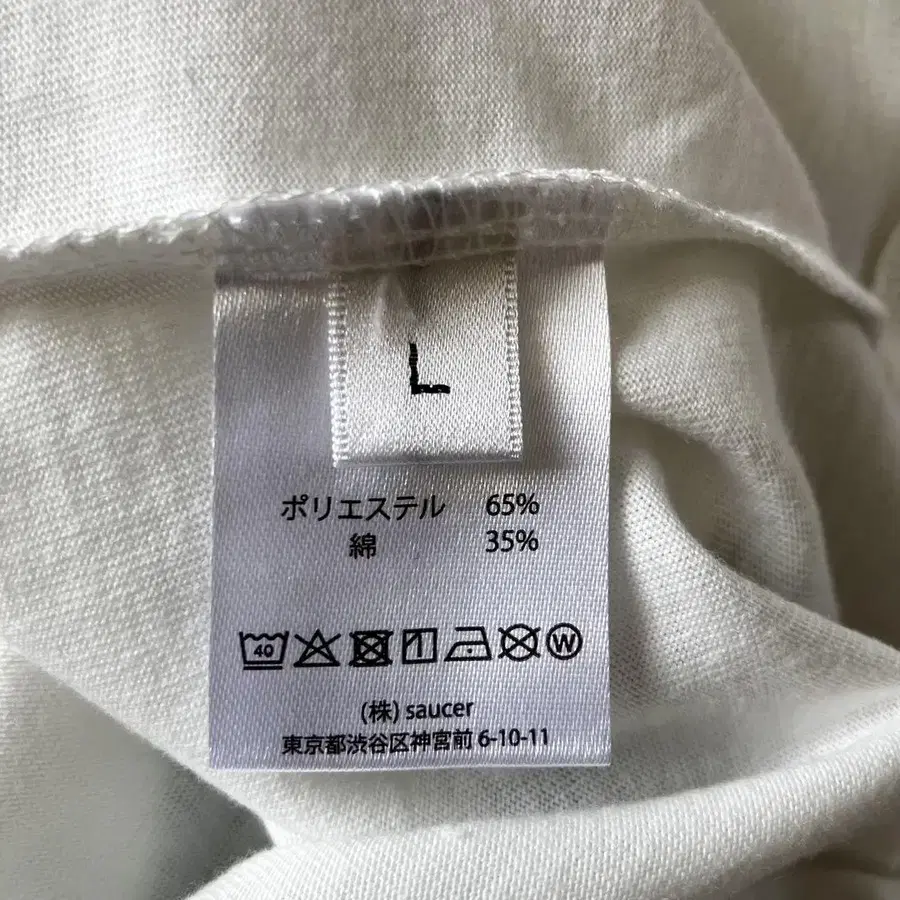 L
ポリエステル 65%
綿 35%
40 W
(株) saucer
東京都渋谷区神宮前 6-10-11